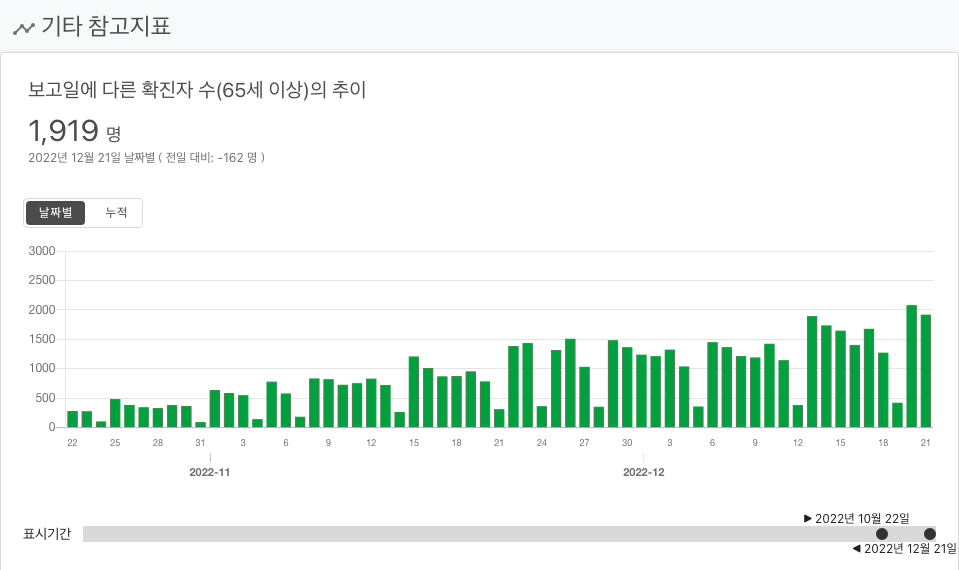 기타 참고지표
보고일에 다른 확진자 수(65세 이상)의 추이
1,919 명
2022년 12월 21일 날짜별 ( 전일 대비: -162 명 )
날짜별 누적
3000
2500
2000
1500
1000
500
0
22 25 28 31 3 6 9 12 15 18 21 24 27 30 3 6 9 12 15 18 21
2022-11 2022-12
▶ 2022년 10월 22일
표시기간
◀ 2022년 12월 21일